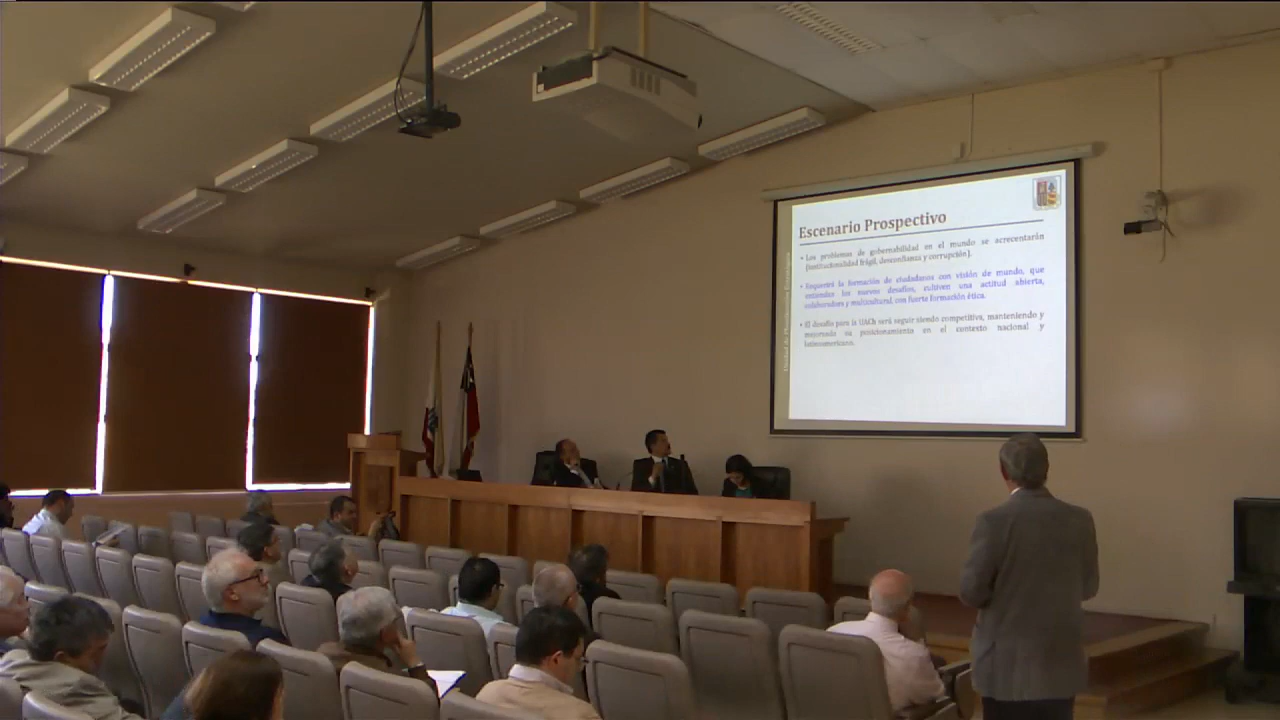 Escenario Prospectivo
• Los problemas de gobernabilidad en el mundo se acrecentarán
(institucionalidad frágil, desconfianza y corrupción).
• Requerirá la formación de ciudadanos con visión de mundo, que
entiendan los nuevos desafíos, cultiven una actitud abierta,
colaboradora y multicultural, con fuerte formación ética.
• El desafío para la UACh será seguir siendo competitiva, manteniendo y
mejorando su posicionamiento en el contexto nacional y
latinoamericano.